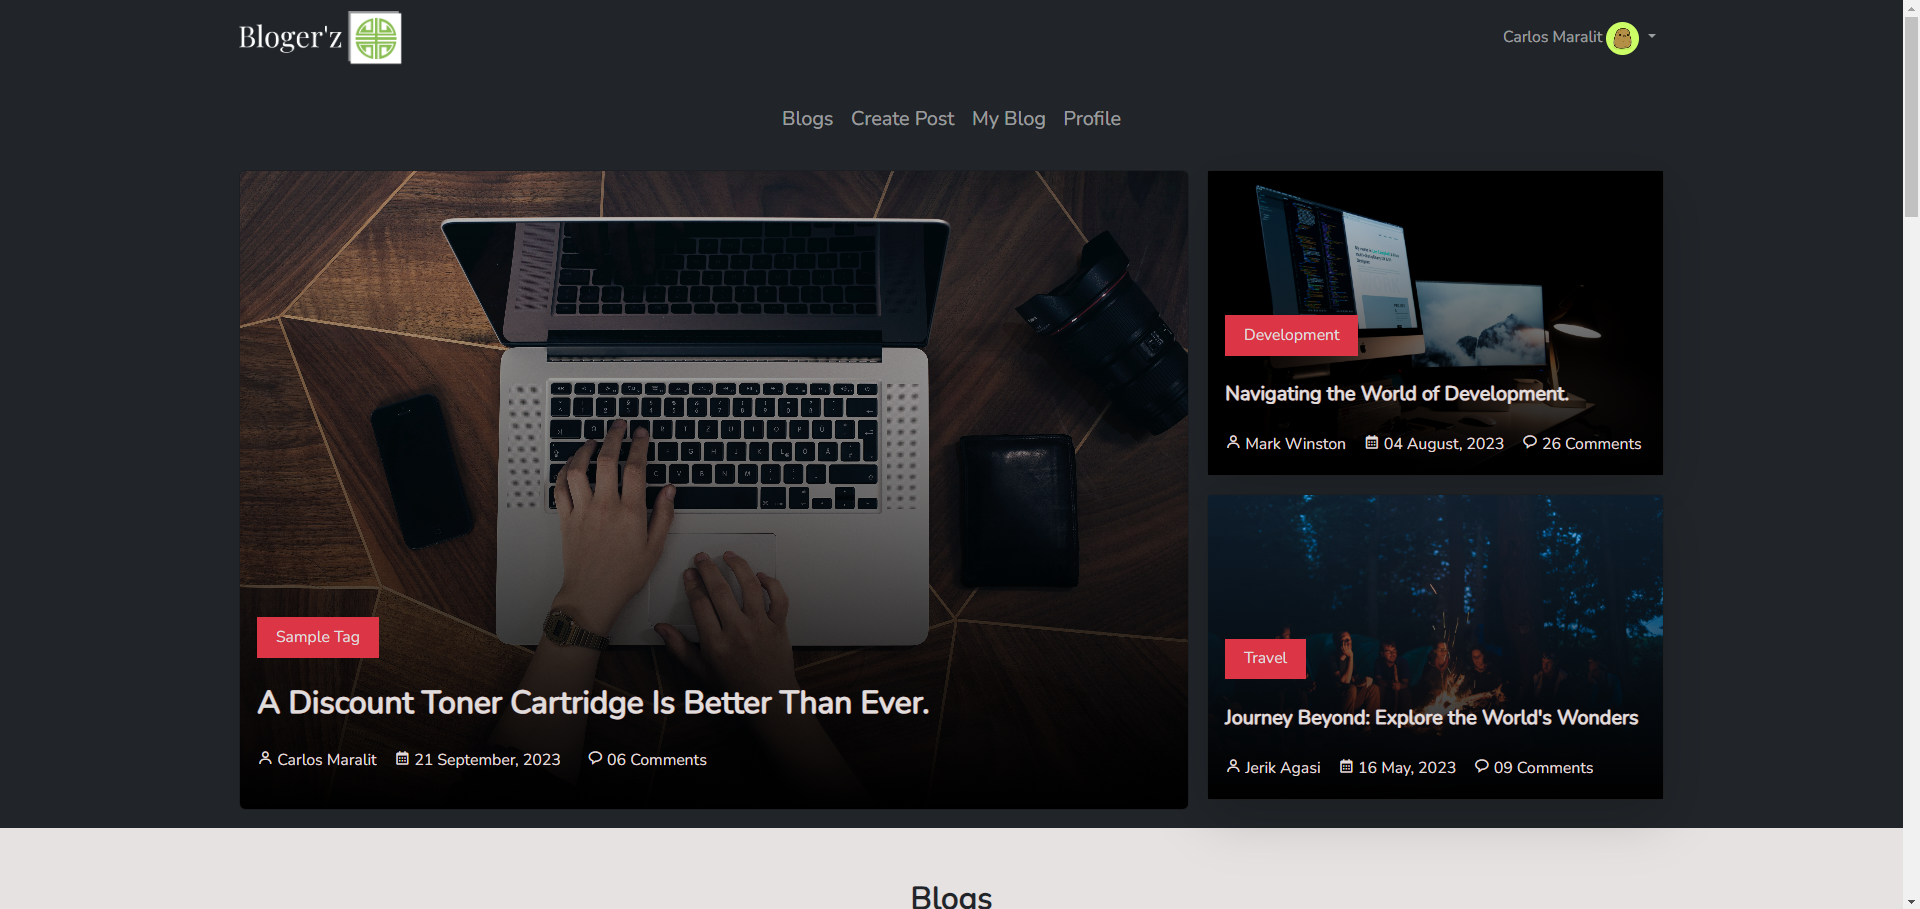 Bloger'z
Carlos Maralit
Blogs Create Post My Blog Profile
Sample Tag
A Discount Toner Cartridge Is Better Than Ever.
Carlos Maralit 21 September, 2023 06 Comments
Development
Navigating the World of Development.
Mark Winston 04 August, 2023 26 Comments
Travel
Journey Beyond: Explore the World's Wonders
Jerik Agasi 16 May, 2023 09 Comments
Blogs